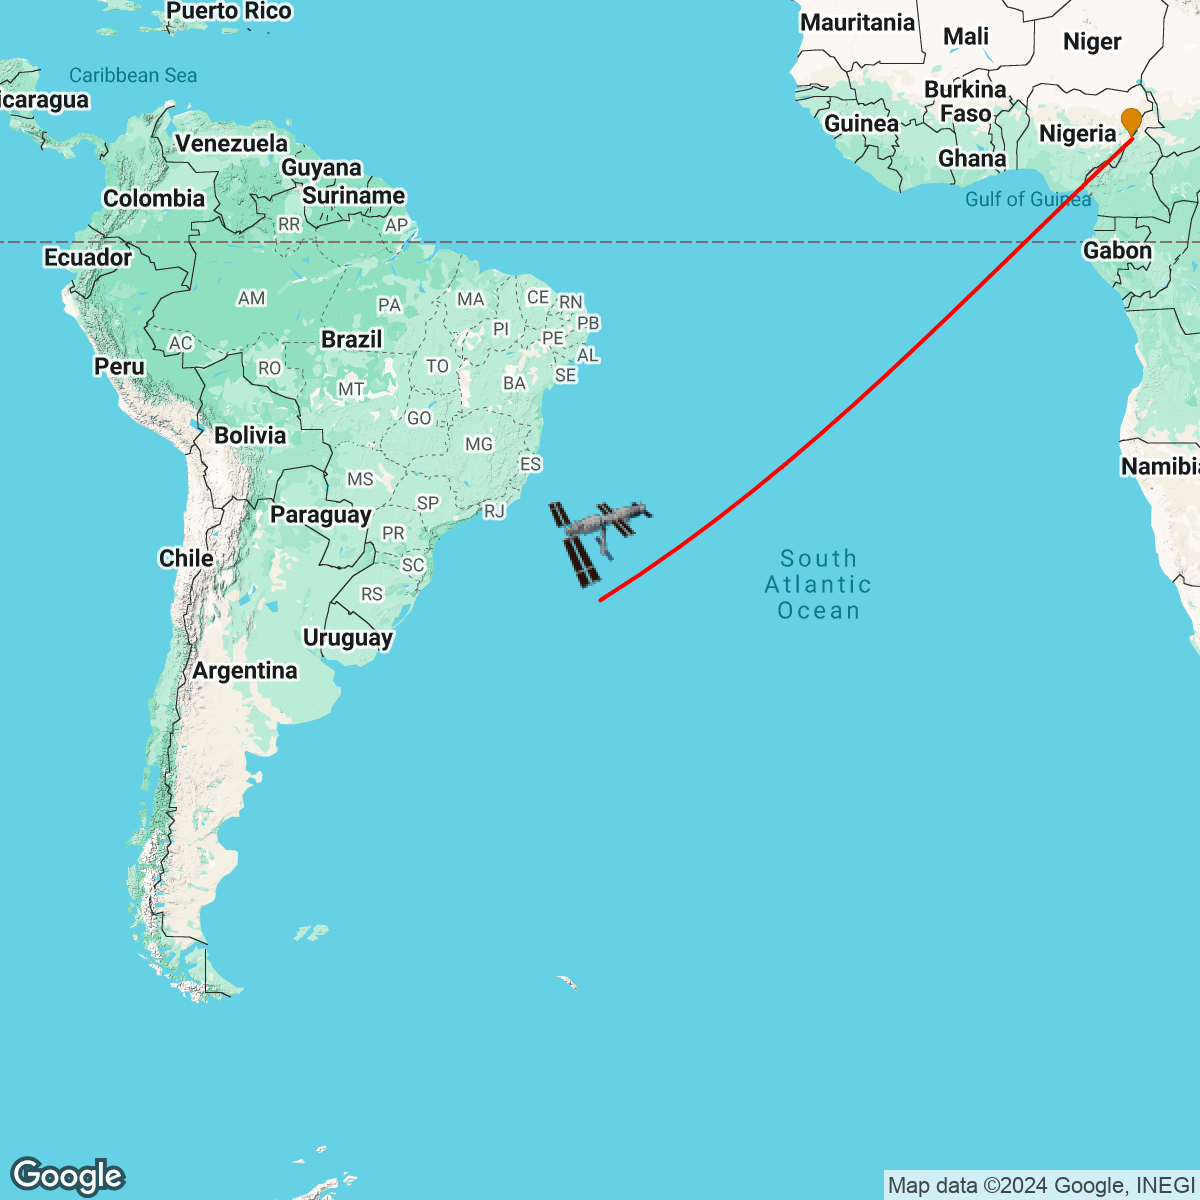 Puerto Rico
Mauritania
Mali
Niger
Caribbean Sea
icaragua
Burkina
Faso
Guinea
Nigeria
Venezuela
Ghana
Guyana
Suriname
Colombia
Gulf of Guinea
RR
AP
Ecuador
Gabon
AM
PA
MA
CE
RN
PI
PB
Brazil
PE
AC
AL
Peru
RO
TO
SE
MT
BA
GO
Bolivia
MG
ES
Namibia
MS
SP
RJ
Paraguay
PR
Chile
SC
South
Atlantic
Ocean
RS
Uruguay
Argentina
Google
Map data ©2024 Google, INEGI